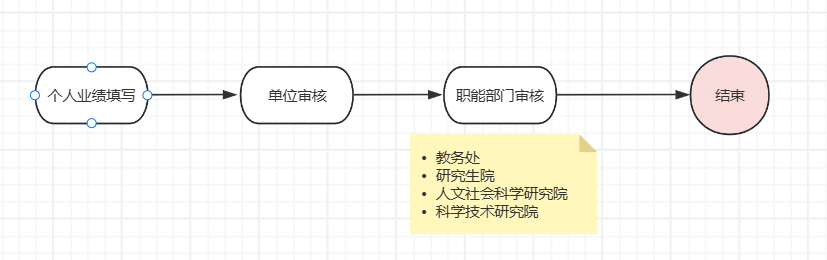 个人业绩填写
单位审核
职能部门审核
结束
• 教务处
• 研究生院
• 人文社会科学研究院
• 科学技术研究院